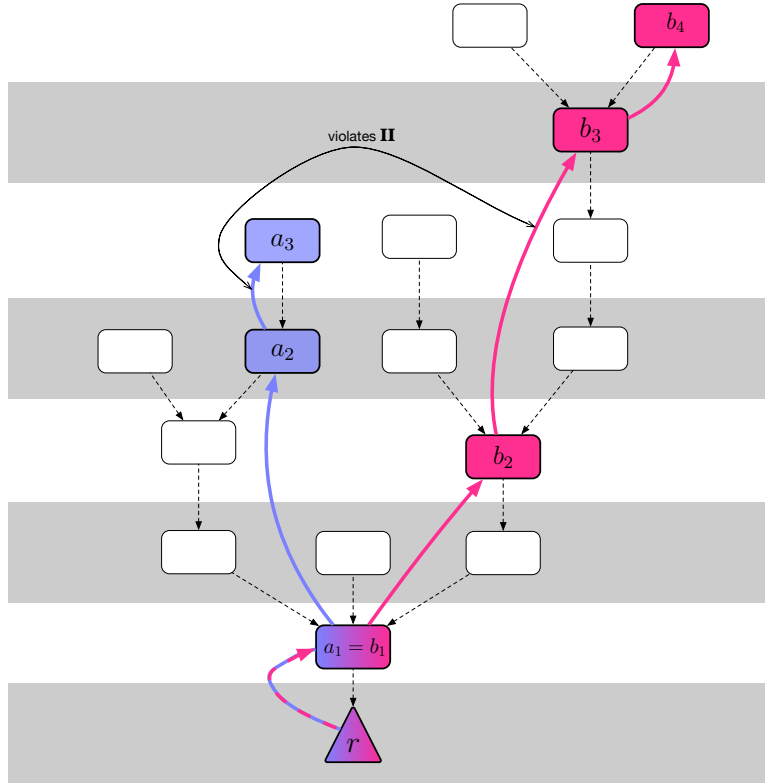 b₄
b₃
violates II
a₃
a₂
b₂
a₁ = b₁
r